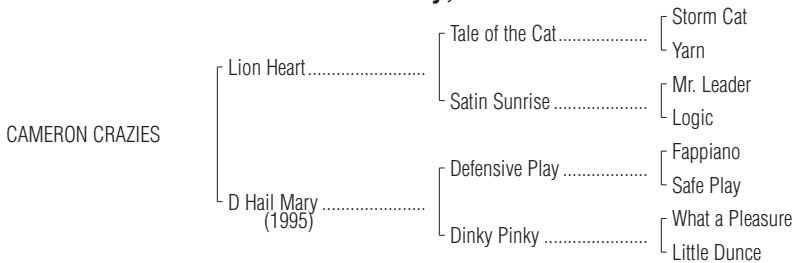 Storm Cat
Tale of the Cat....................
Yarn
Lion Heart.........................
Mr. Leader
Satin Sunrise ....................
Logic
CAMERON CRAZIES
Fappiano
Defensive Play ..................
Safe Play
D Hail Mary ......................
(1995)
What a Pleasure
Dinky Pinky ......................
Little Dunce